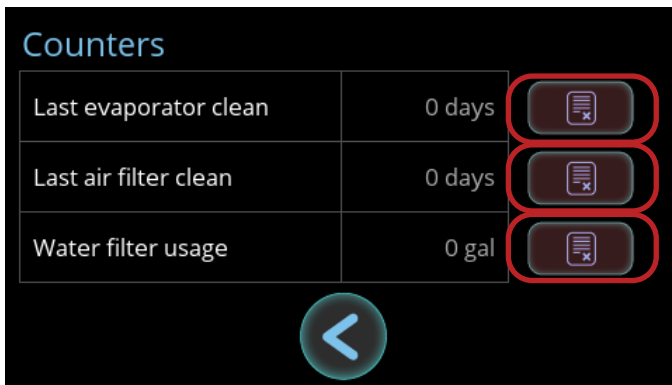 Counters
Last evaporator clean 0 days
Last air filter clean 0 days
Water filter usage 0 gal